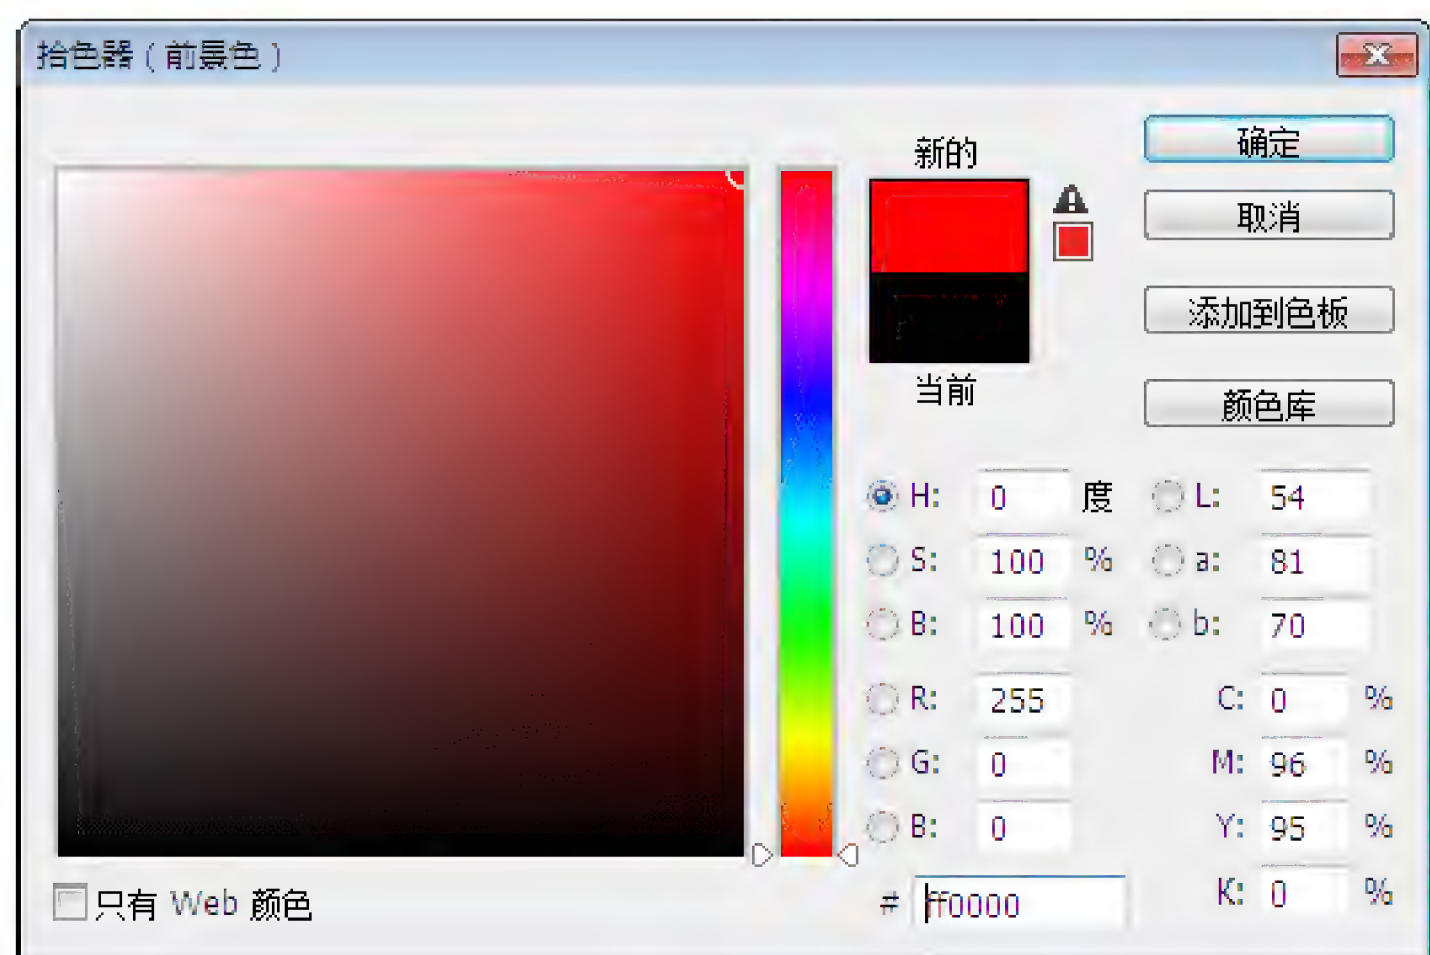 拾色器（前景色）
新的
当前
确定
取消
添加到色板
颜色库
H: 0 度
S: 100 %
B: 100 %
R: 255
G: 0
B: 0
# ff0000
L: 54
a: 81
b: 70
C: 0 %
M: 96 %
Y: 95 %
K: 0 %
只有 Web 颜色